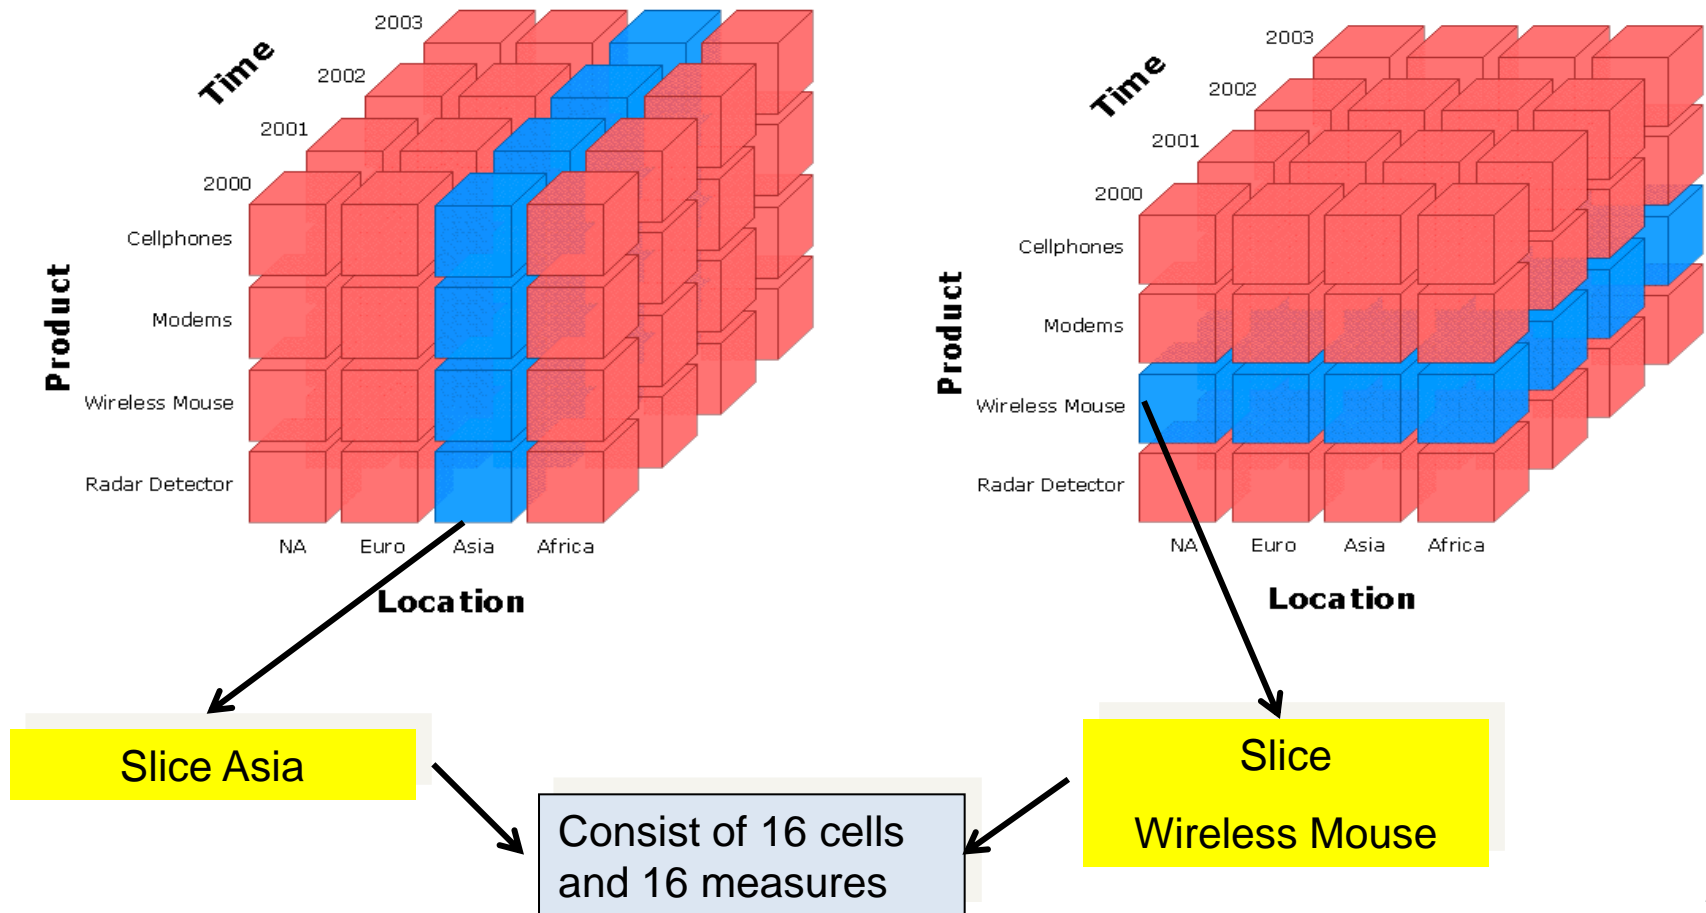 2003
Time
2002
2001
2000
Cellphones
Modems
Wireless Mouse
Radar Detector
Product
NA Euro Asia Africa
Location
2003
Time
2002
2001
2000
Cellphones
Modems
Wireless Mouse
Radar Detector
Product
NA Euro Asia Africa
Location
Slice Asia
Slice
Wireless Mouse
Consist of 16 cells
and 16 measures